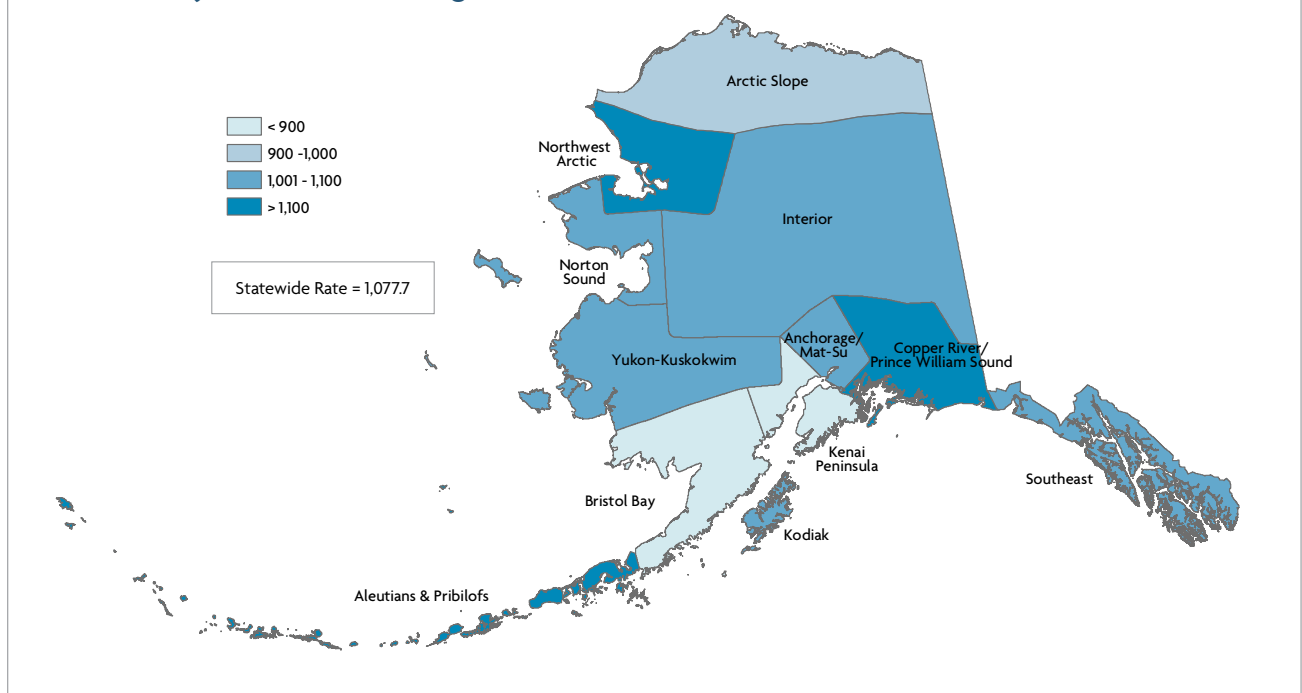 Arctic Slope
< 900
900 -1,000
1,001 - 1,100
> 1,100
Northwest
Arctic
Interior
Norton
Sound
Statewide Rate = 1,077.7
Anchorage/
Mat-Su
Copper River/
Prince William Sound
Yukon-Kuskokwim
Kenai
Peninsula
Southeast
Bristol Bay
Kodiak
Aleutians & Pribilofs